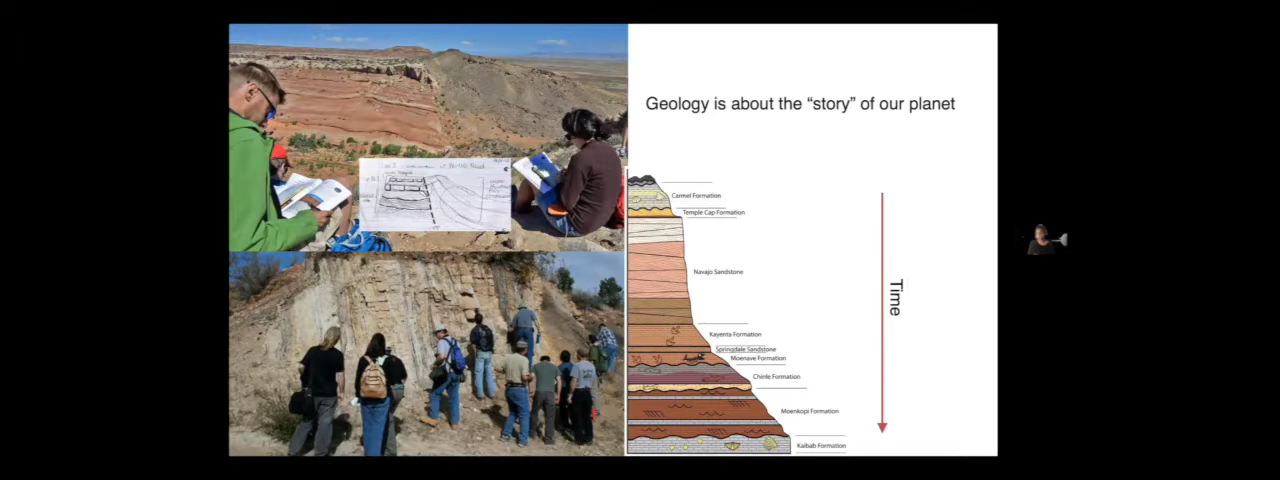 Geology is about the “story” of our planet
Carmel Formation
Temple Cap Formation
Navajo Sandstone
Kayenta Formation
Springdale Sandstone
Moenave Formation
Chinle Formation
Moenkopi Formation
Kaibab Formation
Time